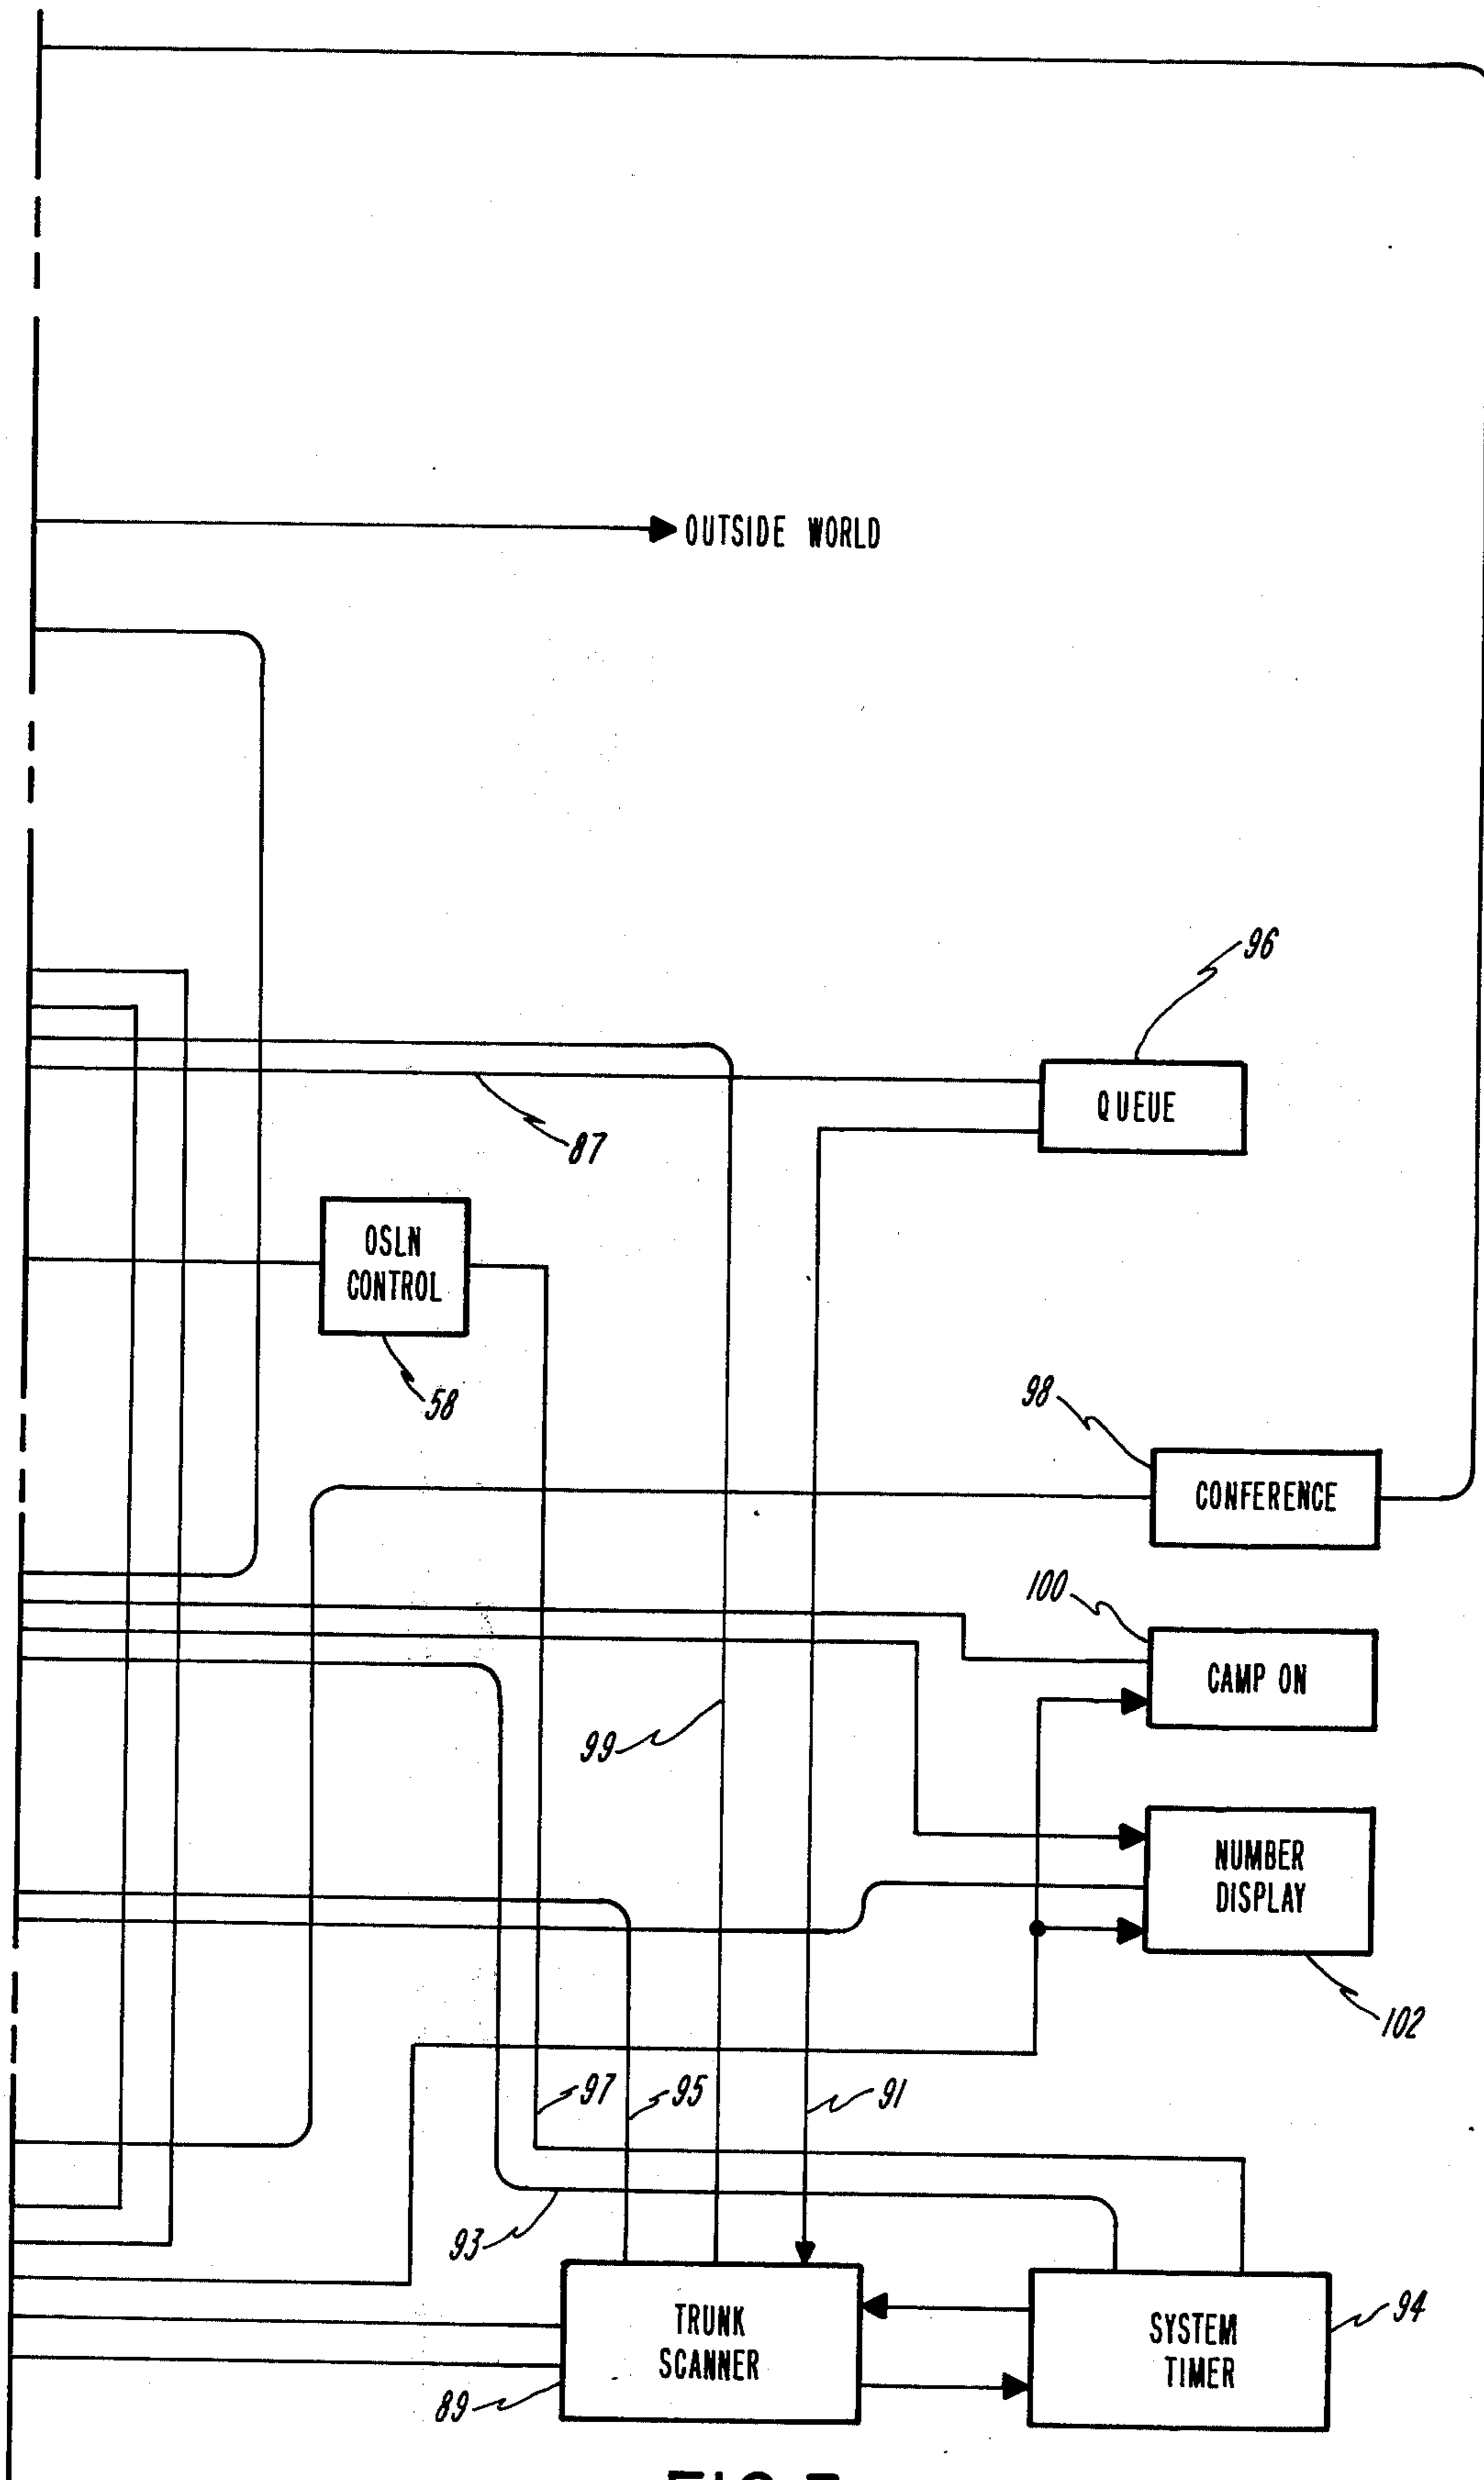 OUTSIDE WORLD
96
QUEUE
87
OSLN
CONTROL
58
98
CONFERENCE
100
CAMP ON
99
NUMBER
DISPLAY
102
97
95
91
93
TRUNK
SCANNER
89
SYSTEM
TIMER
94